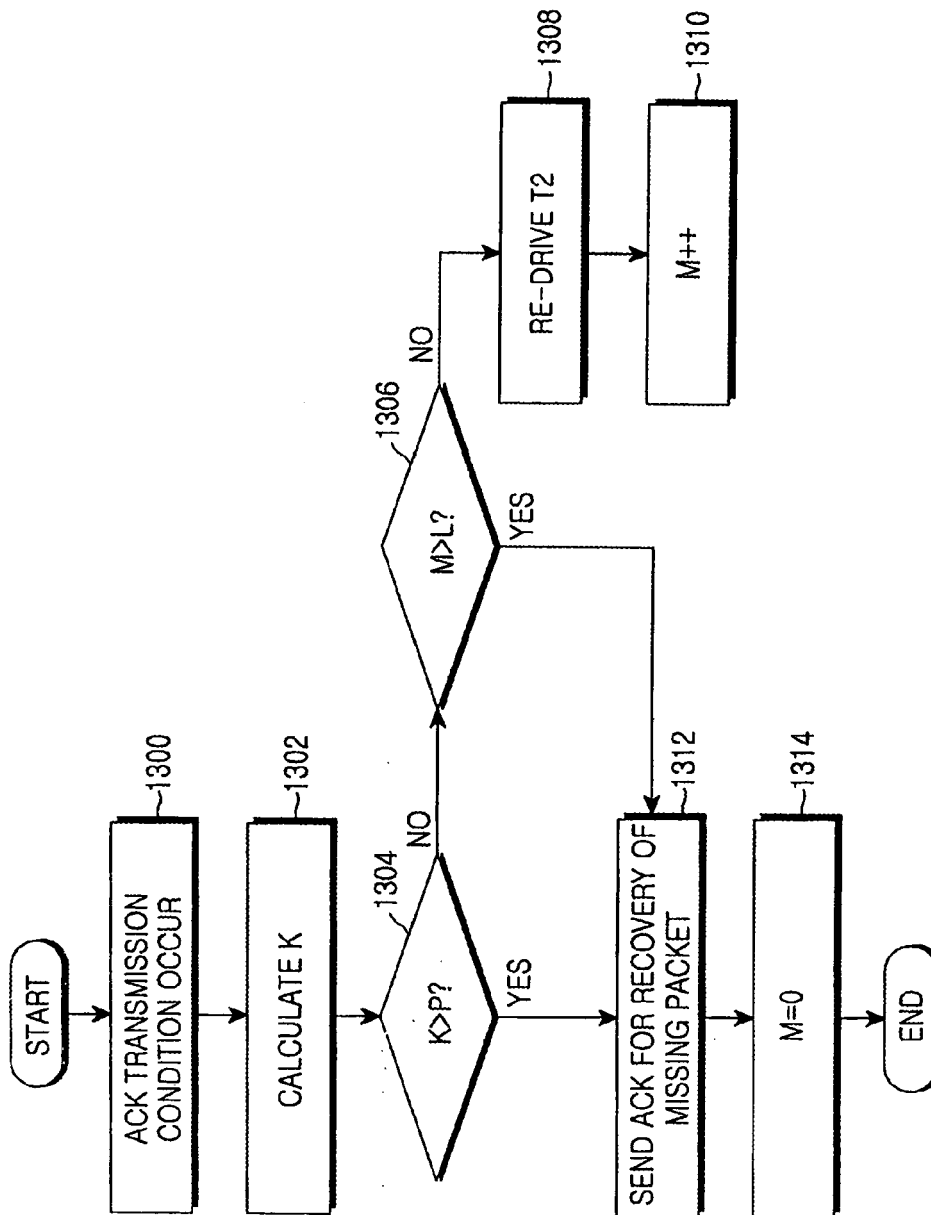 START
ACK TRANSMISSION
CONDITION OCCUR
1300
CALCULATE K
1302
K>P?
1304
NO
YES
M>L?
1306
NO
YES
RE-DRIVE T2
1308
M++
1310
SEND ACK FOR RECOVERY OF
MISSING PACKET
1312
M=0
1314
END